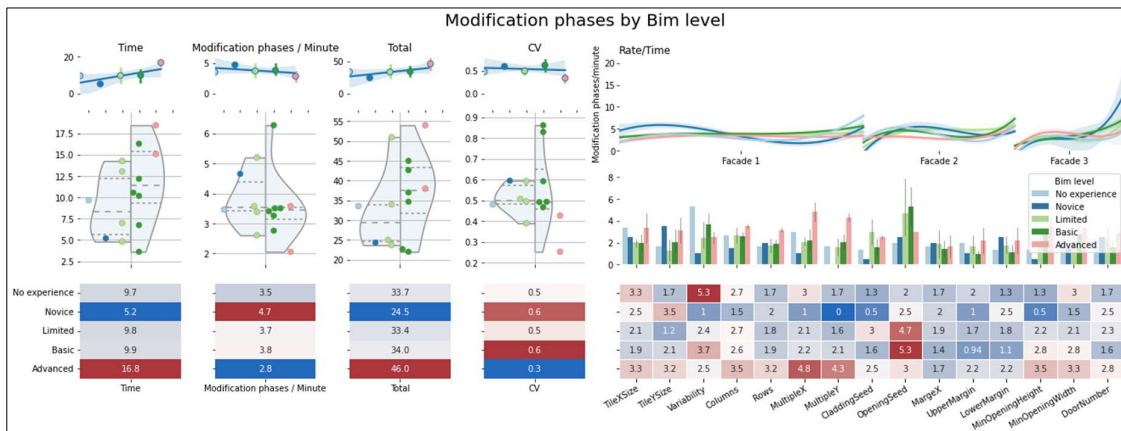 Modification phases by Bim level
Time
Modification phases / Minute
Total
CV
Rate/Time
20
0
5
0
50
0
0.5
0.0
Modification phases/minute
20
15
10
5
0
Facade 1
Facade 2
Facade 3
17.5
15.0
12.5
10.0
7.5
5.0
2.5
6
5
4
3
2
55
50
45
40
35
30
25
20
0.9
0.8
0.7
0.6
0.5
0.4
0.3
0.2
8
6
4
2
0
Bim level
No experience
Novice
Limited
Basic
Advanced
No experience 9.7 3.5 33.7 0.5 3.3 1.7 5.3 2.7 1.7 3 1.7 1.3 2 1.7 2 1.3 1.3 3 1.7
Novice 5.2 4.7 24.5 0.6 2.5 3.5 1 1.5 2 1 0 0.5 2.5 2 1 2.5 0.5 1.5 2.5
Limited 9.8 3.7 33.4 0.5 2.1 1.2 2.4 2.7 1.8 2.1 1.6 3 4.7 1.9 1.7 1.8 2.2 2.1 2.3
Basic 9.9 3.8 34.0 0.6 1.9 2.1 3.7 2.6 1.9 2.2 2.1 1.6 5.3 1.4 0.94 1.1 2.8 2.8 1.6
Advanced 16.8 2.8 46.0 0.3 3.3 3.2 2.5 3.5 3.2 4.8 4.3 2.5 3 1.7 2.2 2.2 3.5 3.3 2.8
Time
Modification phases / Minute
Total
CV
TileXSize
TileYSize
Variability
Columns
Rows
MultipleX
MultipleY
CladdingSeed
OpeningSeed
MargeX
UpperMargin
LowerMargin
MinOpeningHeight
MinOpeningWidth
DoorNumber